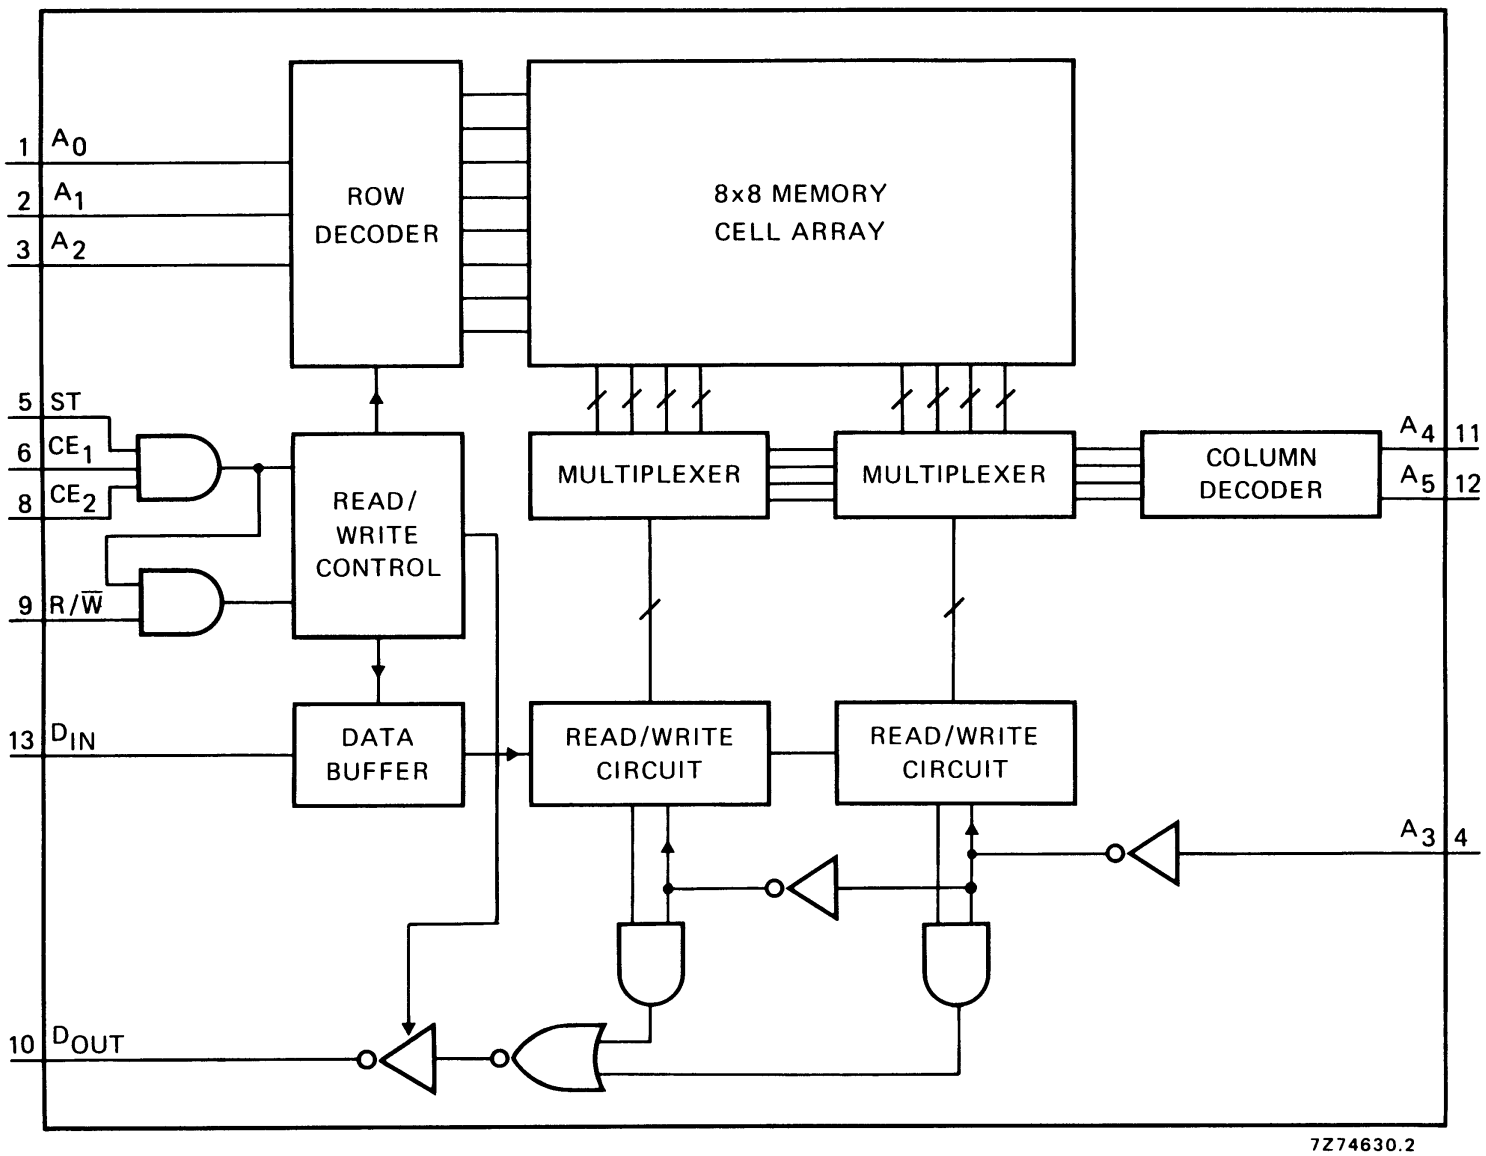 1 A0
2 A1
3 A2
ROW
DECODER
8x8 MEMORY
CELL ARRAY
5 ST
6 CE1
8 CE2
9 R/W̅
READ/
WRITE
CONTROL
MULTIPLEXER
MULTIPLEXER
COLUMN
DECODER
A4 11
A5 12
13 DIN
DATA
BUFFER
READ/WRITE
CIRCUIT
READ/WRITE
CIRCUIT
A3 4
10 DOUT
7Z74630.2